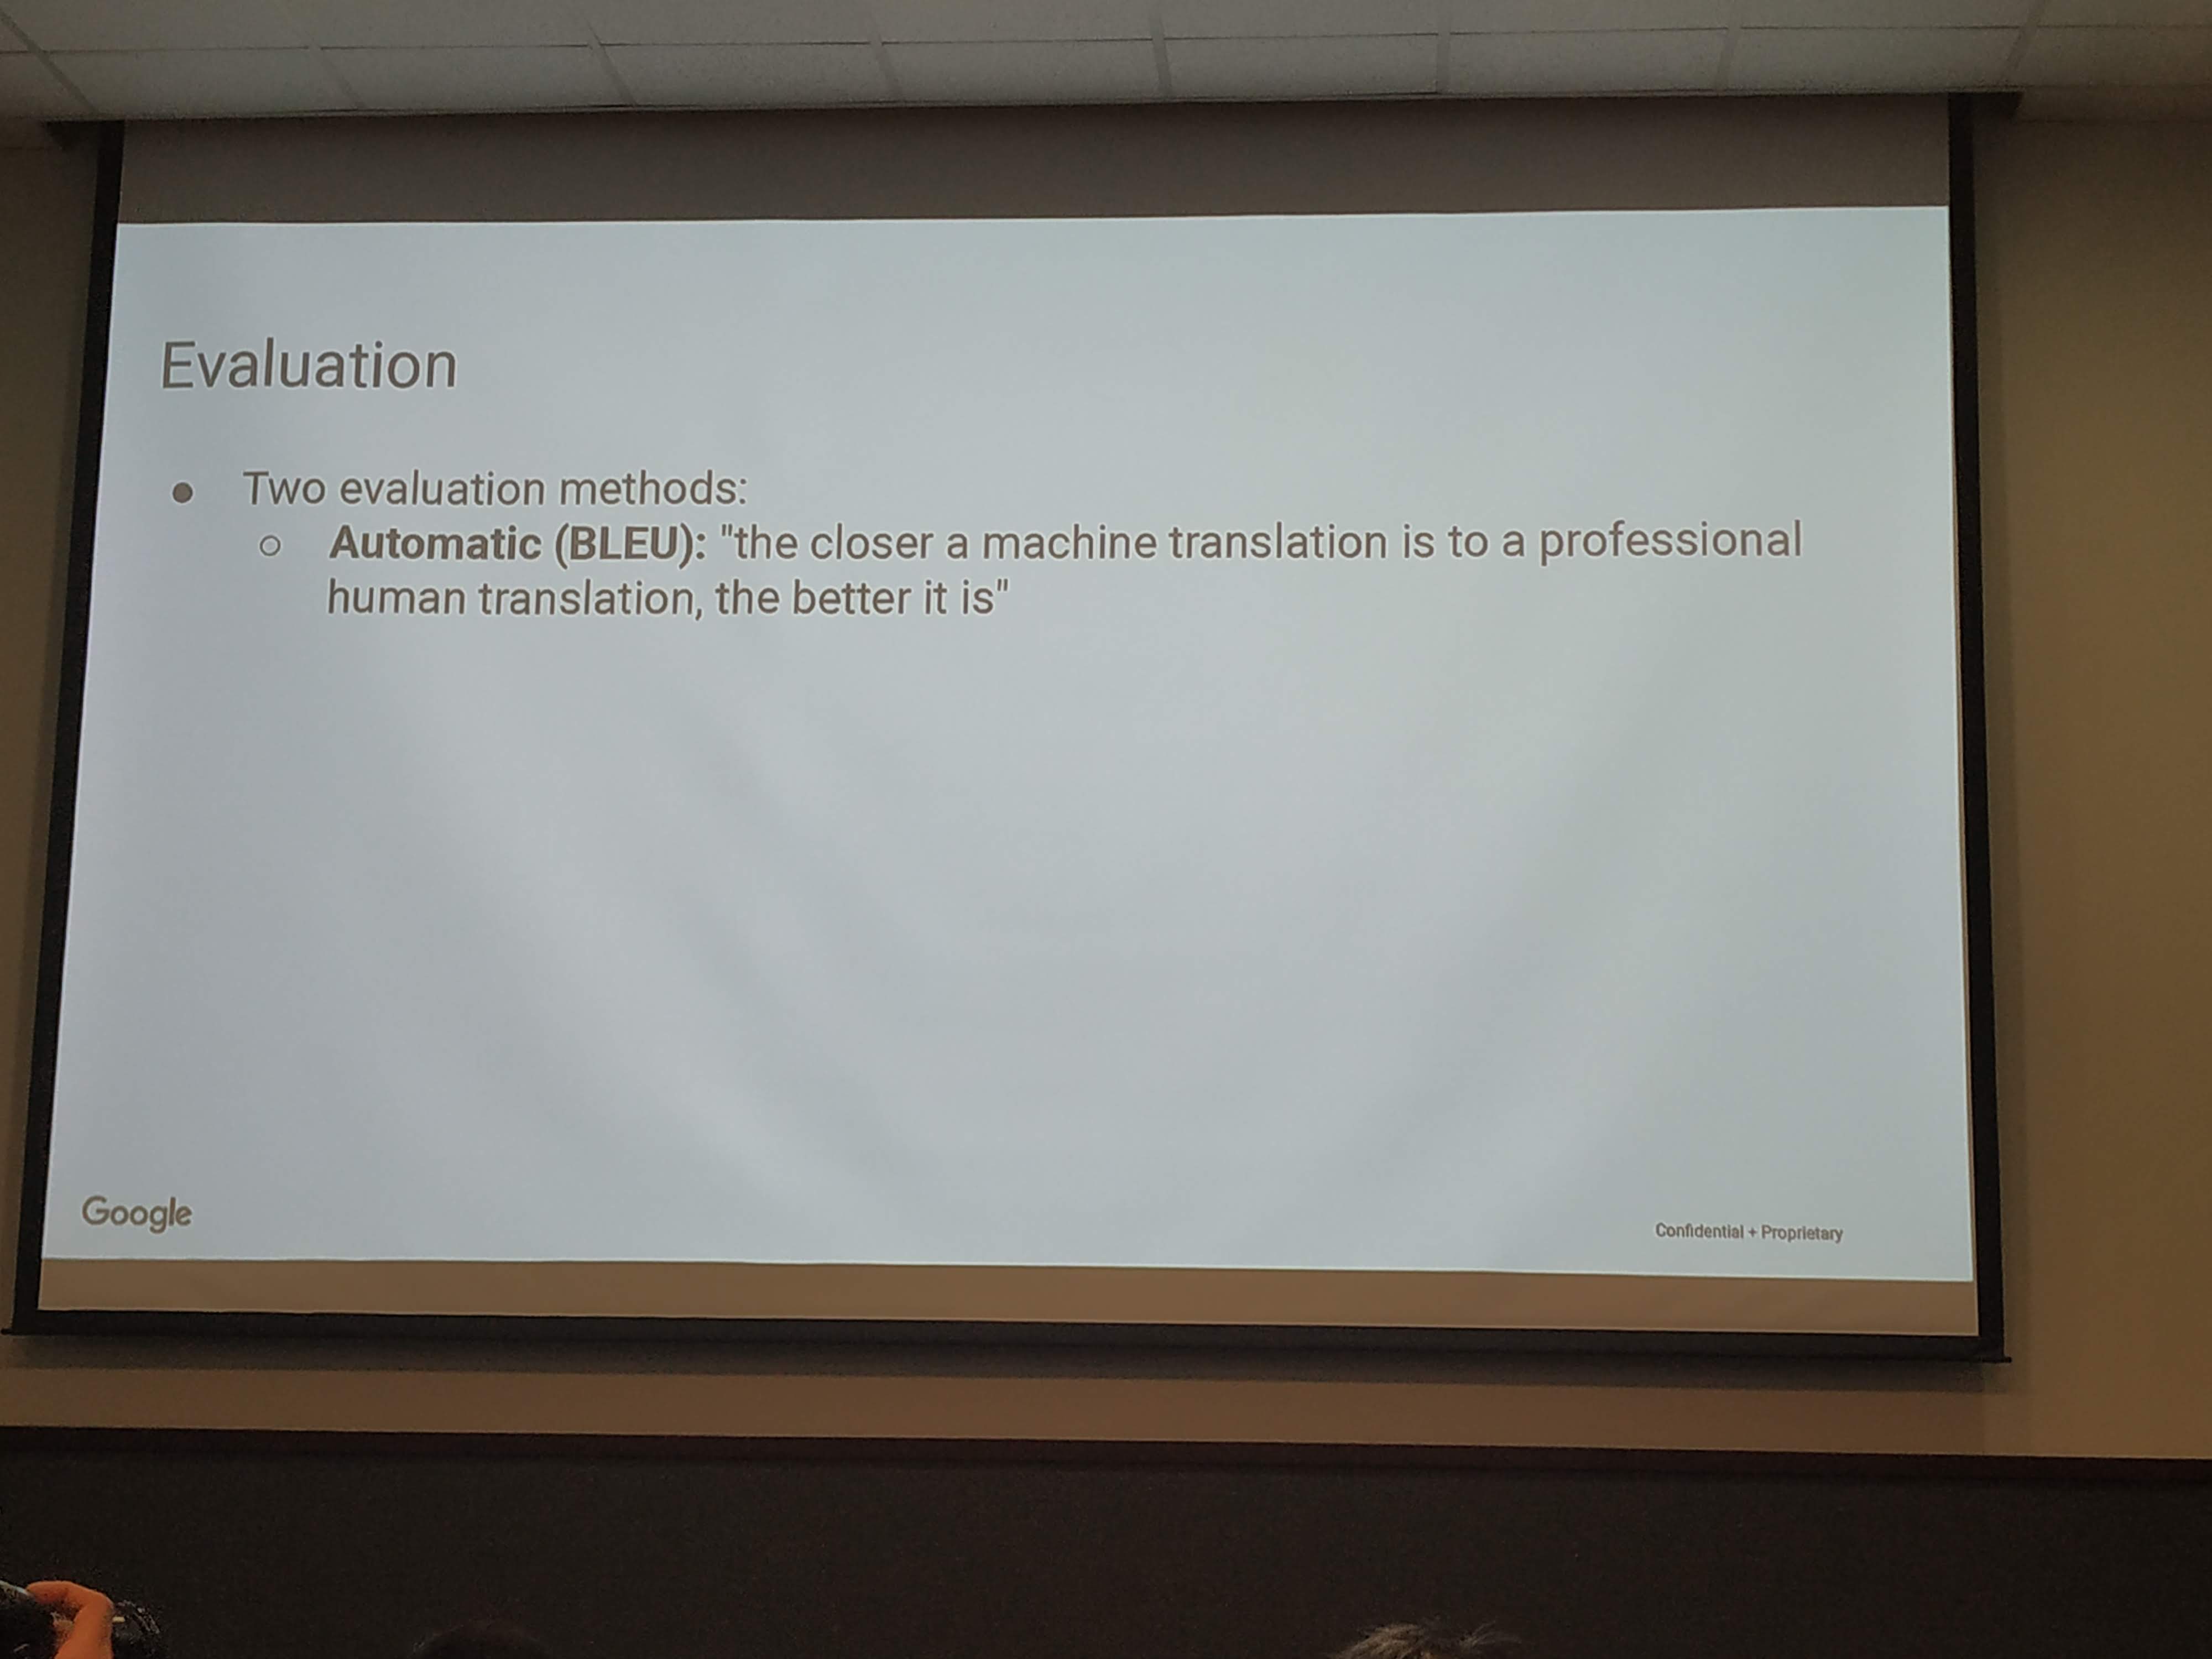 Evaluation
● Two evaluation methods:
○ Automatic (BLEU): "the closer a machine translation is to a professional
human translation, the better it is"
Google
Confidential + Proprietary